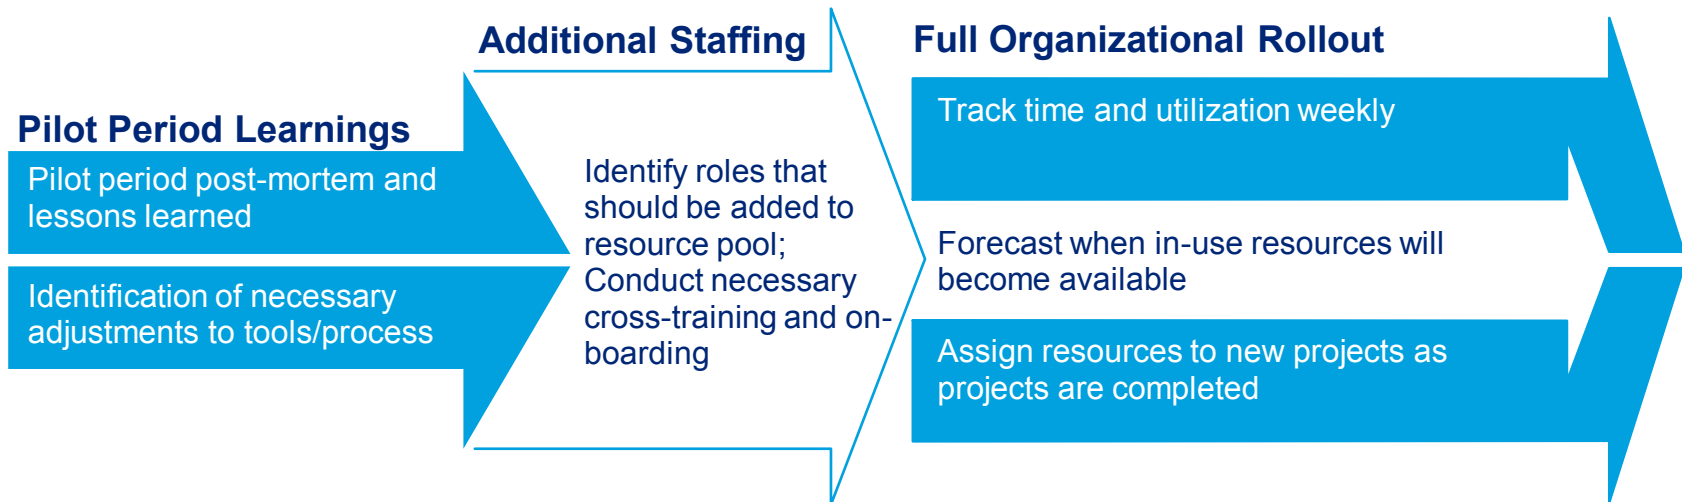 Pilot Period Learnings
Pilot period post-mortem and
lessons learned
Identification of necessary
adjustments to tools/process
Additional Staffing
Identify roles that
should be added to
resource pool;
Conduct necessary
cross-training and on-
boarding
Full Organizational Rollout
Track time and utilization weekly
Forecast when in-use resources will
become available
Assign resources to new projects as
projects are completed